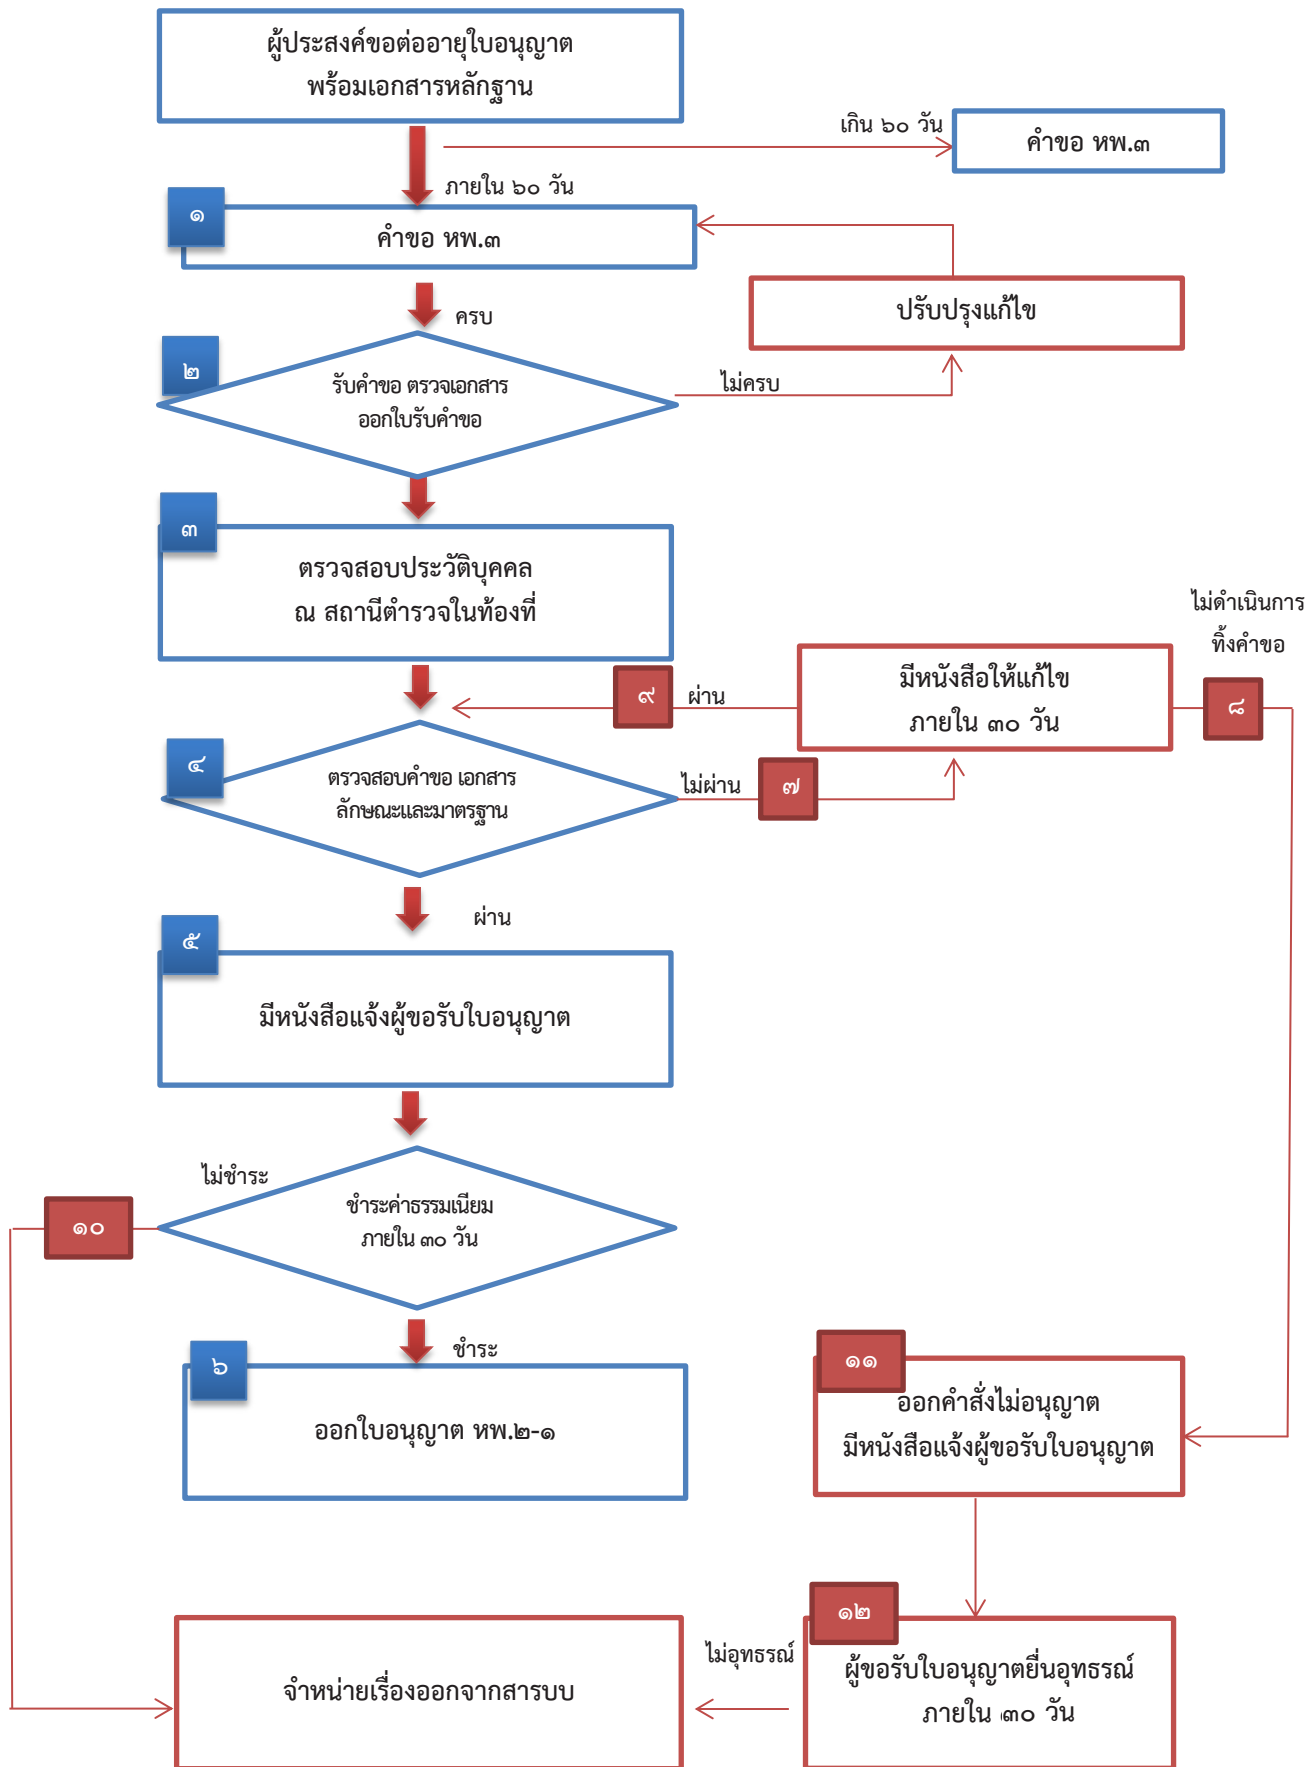 ผู้ประสงค์ขอต่ออายุใบอนุญาต
พร้อมเอกสารหลักฐาน
เกิน ๖๐ วัน
คำขอ หพ.๓
ภายใน ๖๐ วัน
๑
คำขอ หพ.๓
ปรับปรุงแก้ไข
ครบ
๒
รับคำขอ ตรวจเอกสาร
ออกใบรับคำขอ
ไม่ครบ
๓
ตรวจสอบประวัติบุคคล
ณ สถานีตำรวจในท้องที่
ไม่ดำเนินการ
ทิ้งคำขอ
มีหนังสือให้แก้ไข
ภายใน ๓๐ วัน
๙
ผ่าน
๘
๔
ตรวจสอบคำขอ เอกสาร
ลักษณะและมาตรฐาน
ไม่ผ่าน
๗
ผ่าน
๕
มีหนังสือแจ้งผู้ขอรับใบอนุญาต
ไม่ชำระ
๑๐
ชำระค่าธรรมเนียม
ภายใน ๓๐ วัน
ชำระ
๖
ออกใบอนุญาต หพ.๒-๑
๑๑
ออกคำสั่งไม่อนุญาต
มีหนังสือแจ้งผู้ขอรับใบอนุญาต
๑๒
ผู้ขอรับใบอนุญาตยื่นอุทธรณ์
ภายใน ๓๐ วัน
ไม่อุทธรณ์
จำหน่ายเรื่องออกจากสารบบ